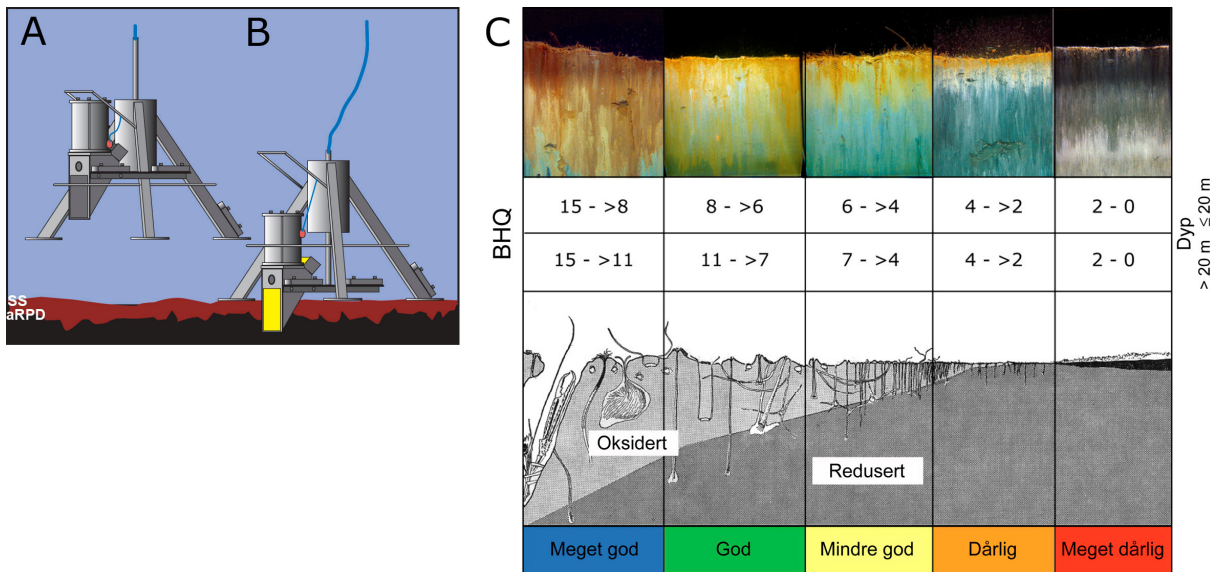 A
B
C
SS
aRPD
BHQ
15 - >8
8 - >6
6 - >4
4 - >2
2 - 0
15 - >11
11 - >7
7 - >4
4 - >2
2 - 0
Dyp
> 20 m ≤ 20 m
Oksidert
Redusert
Meget god
God
Mindre god
Dårlig
Meget dårlig